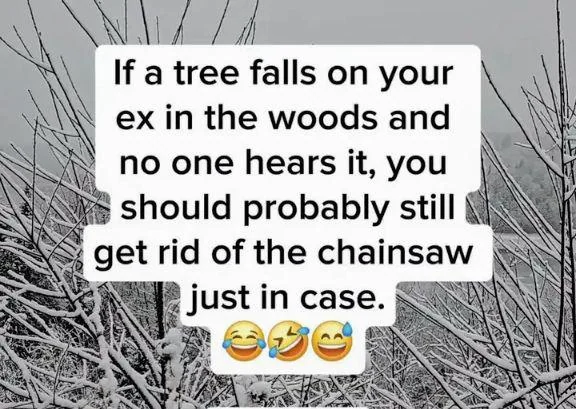 If a tree falls on your
ex in the woods and
no one hears it, you
should probably still
get rid of the chainsaw
just in case.
😂🤣😅